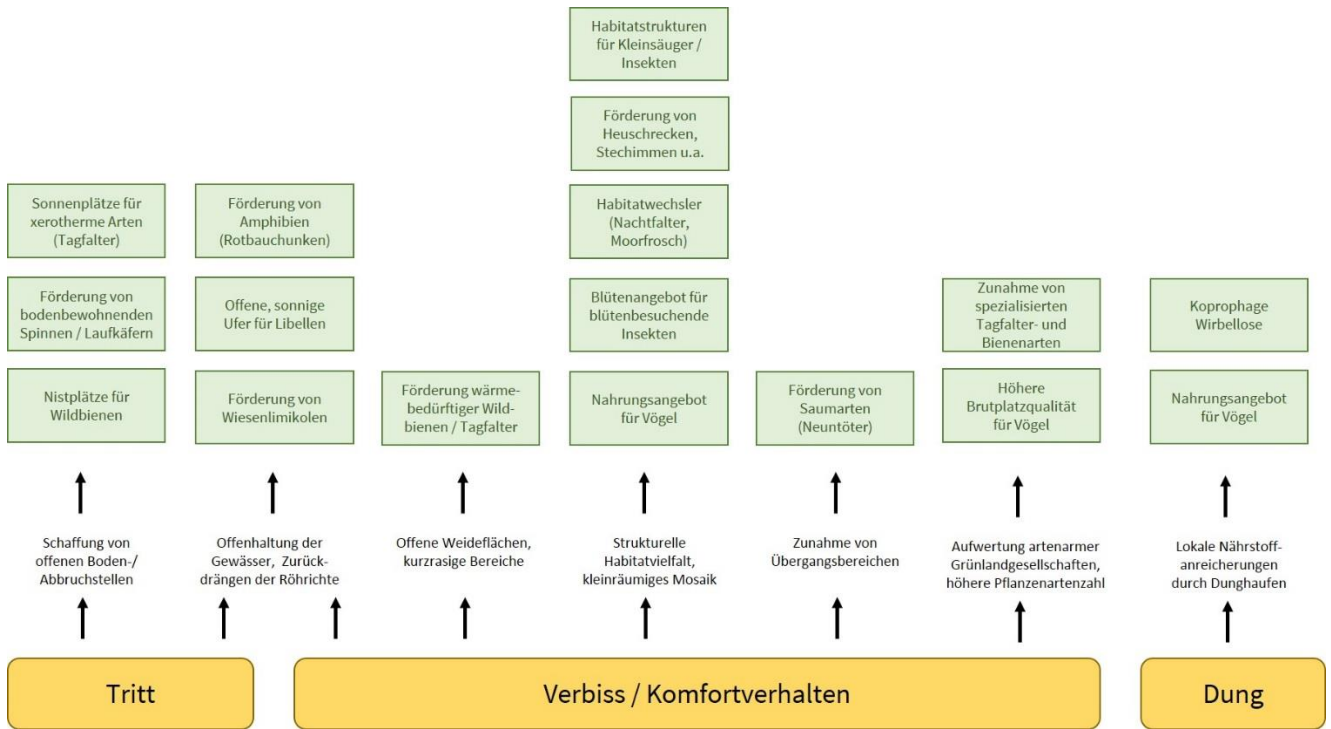 Habitatstrukturen
für Kleinsäuger /
Insekten
Förderung von
Heuschrecken,
Stechimmen u.a.
Sonnenplätze für
xerotherme Arten
(Tagfalter)
Förderung von
Amphibien
(Rotbauchunken)
Habitatwechsler
(Nachtfalter,
Moorfrosch)
Förderung von
bodenbewohnenden
Spinnen / Laufkäfern
Offene, sonnige
Ufer für Libellen
Blütenangebot für
blütenbesuchende
Insekten
Zunahme von
spezialisierten
Tagfalter- und
Bienenarten
Koprophage
Wirbellose
Nistplätze für
Wildbienen
Förderung von
Wiesenlimikolen
Förderung wärme-
bedürftiger Wild-
bienen / Tagfalter
Nahrungsangebot
für Vögel
Förderung von
Saumarten
(Neuntöter)
Höhere
Brutplatzqualität
für Vögel
Nahrungsangebot
für Vögel
Schaffung von
offenen Boden-/
Abbruchstellen
Offenhaltung der
Gewässer, Zurück-
drängen der Röhrichte
Offene Weideflächen,
kurzrasige Bereiche
Strukturelle
Habitatvielfalt,
kleinräumiges Mosaik
Zunahme von
Übergangsbereichen
Aufwertung artenarmer
Grünlandgesellschaften,
höhere Pflanzenartenzahl
Lokale Nährstoff-
anreicherungen
durch Dunghaufen
Tritt
Verbiss / Komfortverhalten
Dung